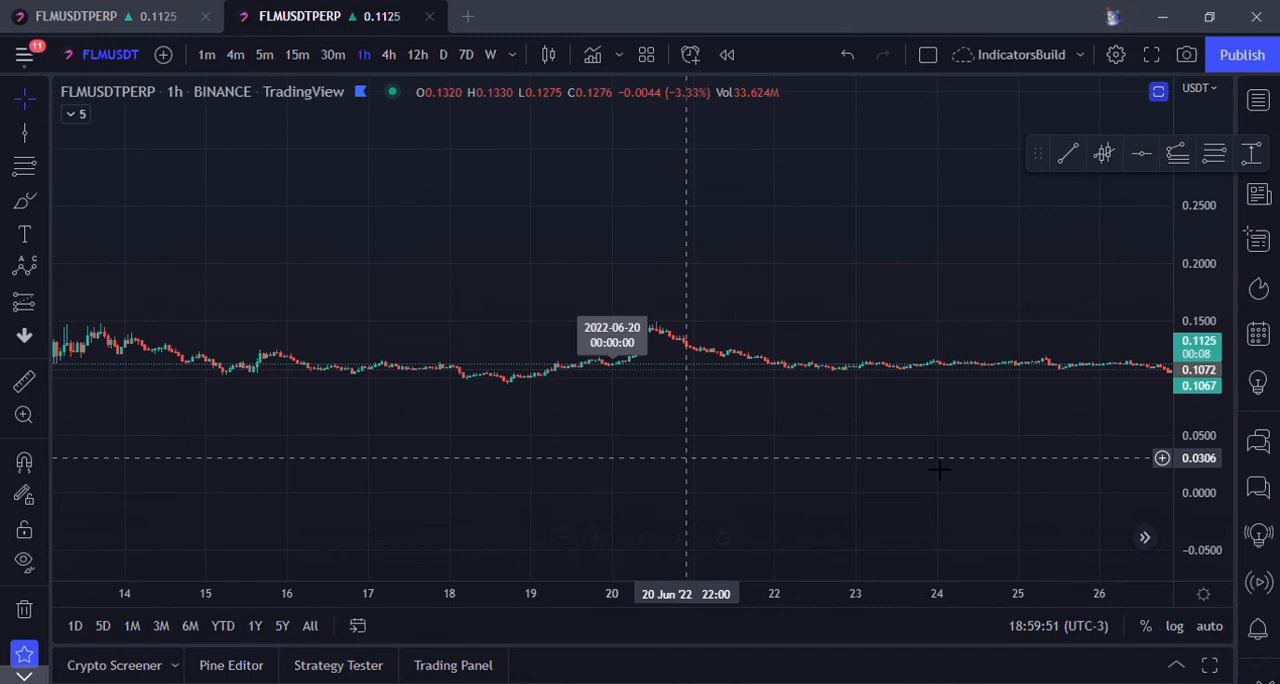 FLMUSDTPERP ▲ 0.1125
FLMUSDTPERP ▲ 0.1125
11
FLMUSDT
1m 4m 5m 15m 30m 1h 4h 12h D 7D W
IndicatorsBuild
Publish
FLMUSDTPERP · 1h · BINANCE · TradingView
O0.1320 H0.1330 L0.1275 C0.1276 -0.0044 (-3.33%) Vol33.624M
USDT
5
0.2500
0.2000
0.1500
2022-06-20
00:00:00
0.1125
00:08
0.1072
0.1067
0.0500
0.0306
0.0000
-0.0500
14 15 16 17 18 19 20 20 Jun '22 22:00 22 23 24 25 26
1D 5D 1M 3M 6M YTD 1Y 5Y All
18:59:51 (UTC-3) % log auto
Crypto Screener Pine Editor Strategy Tester Trading Panel